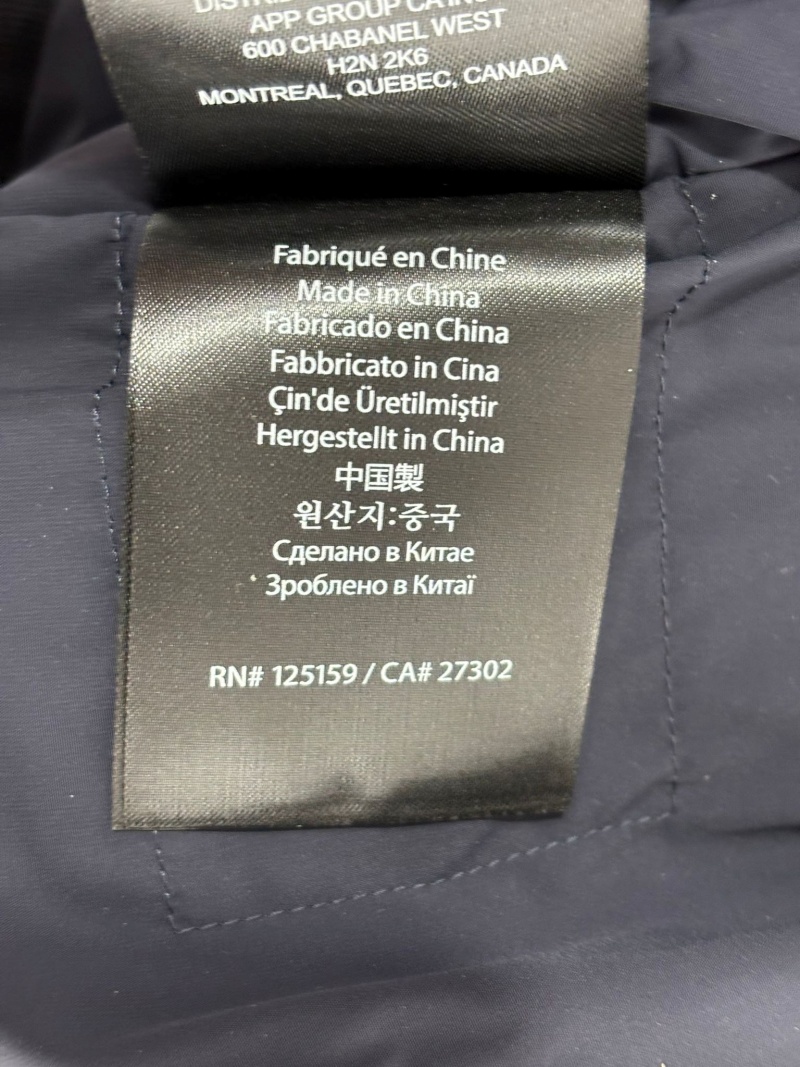 APP GROUP CA INC
600 CHABANEL WEST
H2N 2K6
MONTREAL, QUEBEC, CANADA
Fabriqué en Chine
Made in China
Fabricado en China
Fabbricato in Cina
Çin'de Üretilmiştir
Hergestellt in China
中国製
원산지:중국
Сделано в Китае
Зроблено в Китаї
RN# 125159 / CA# 27302